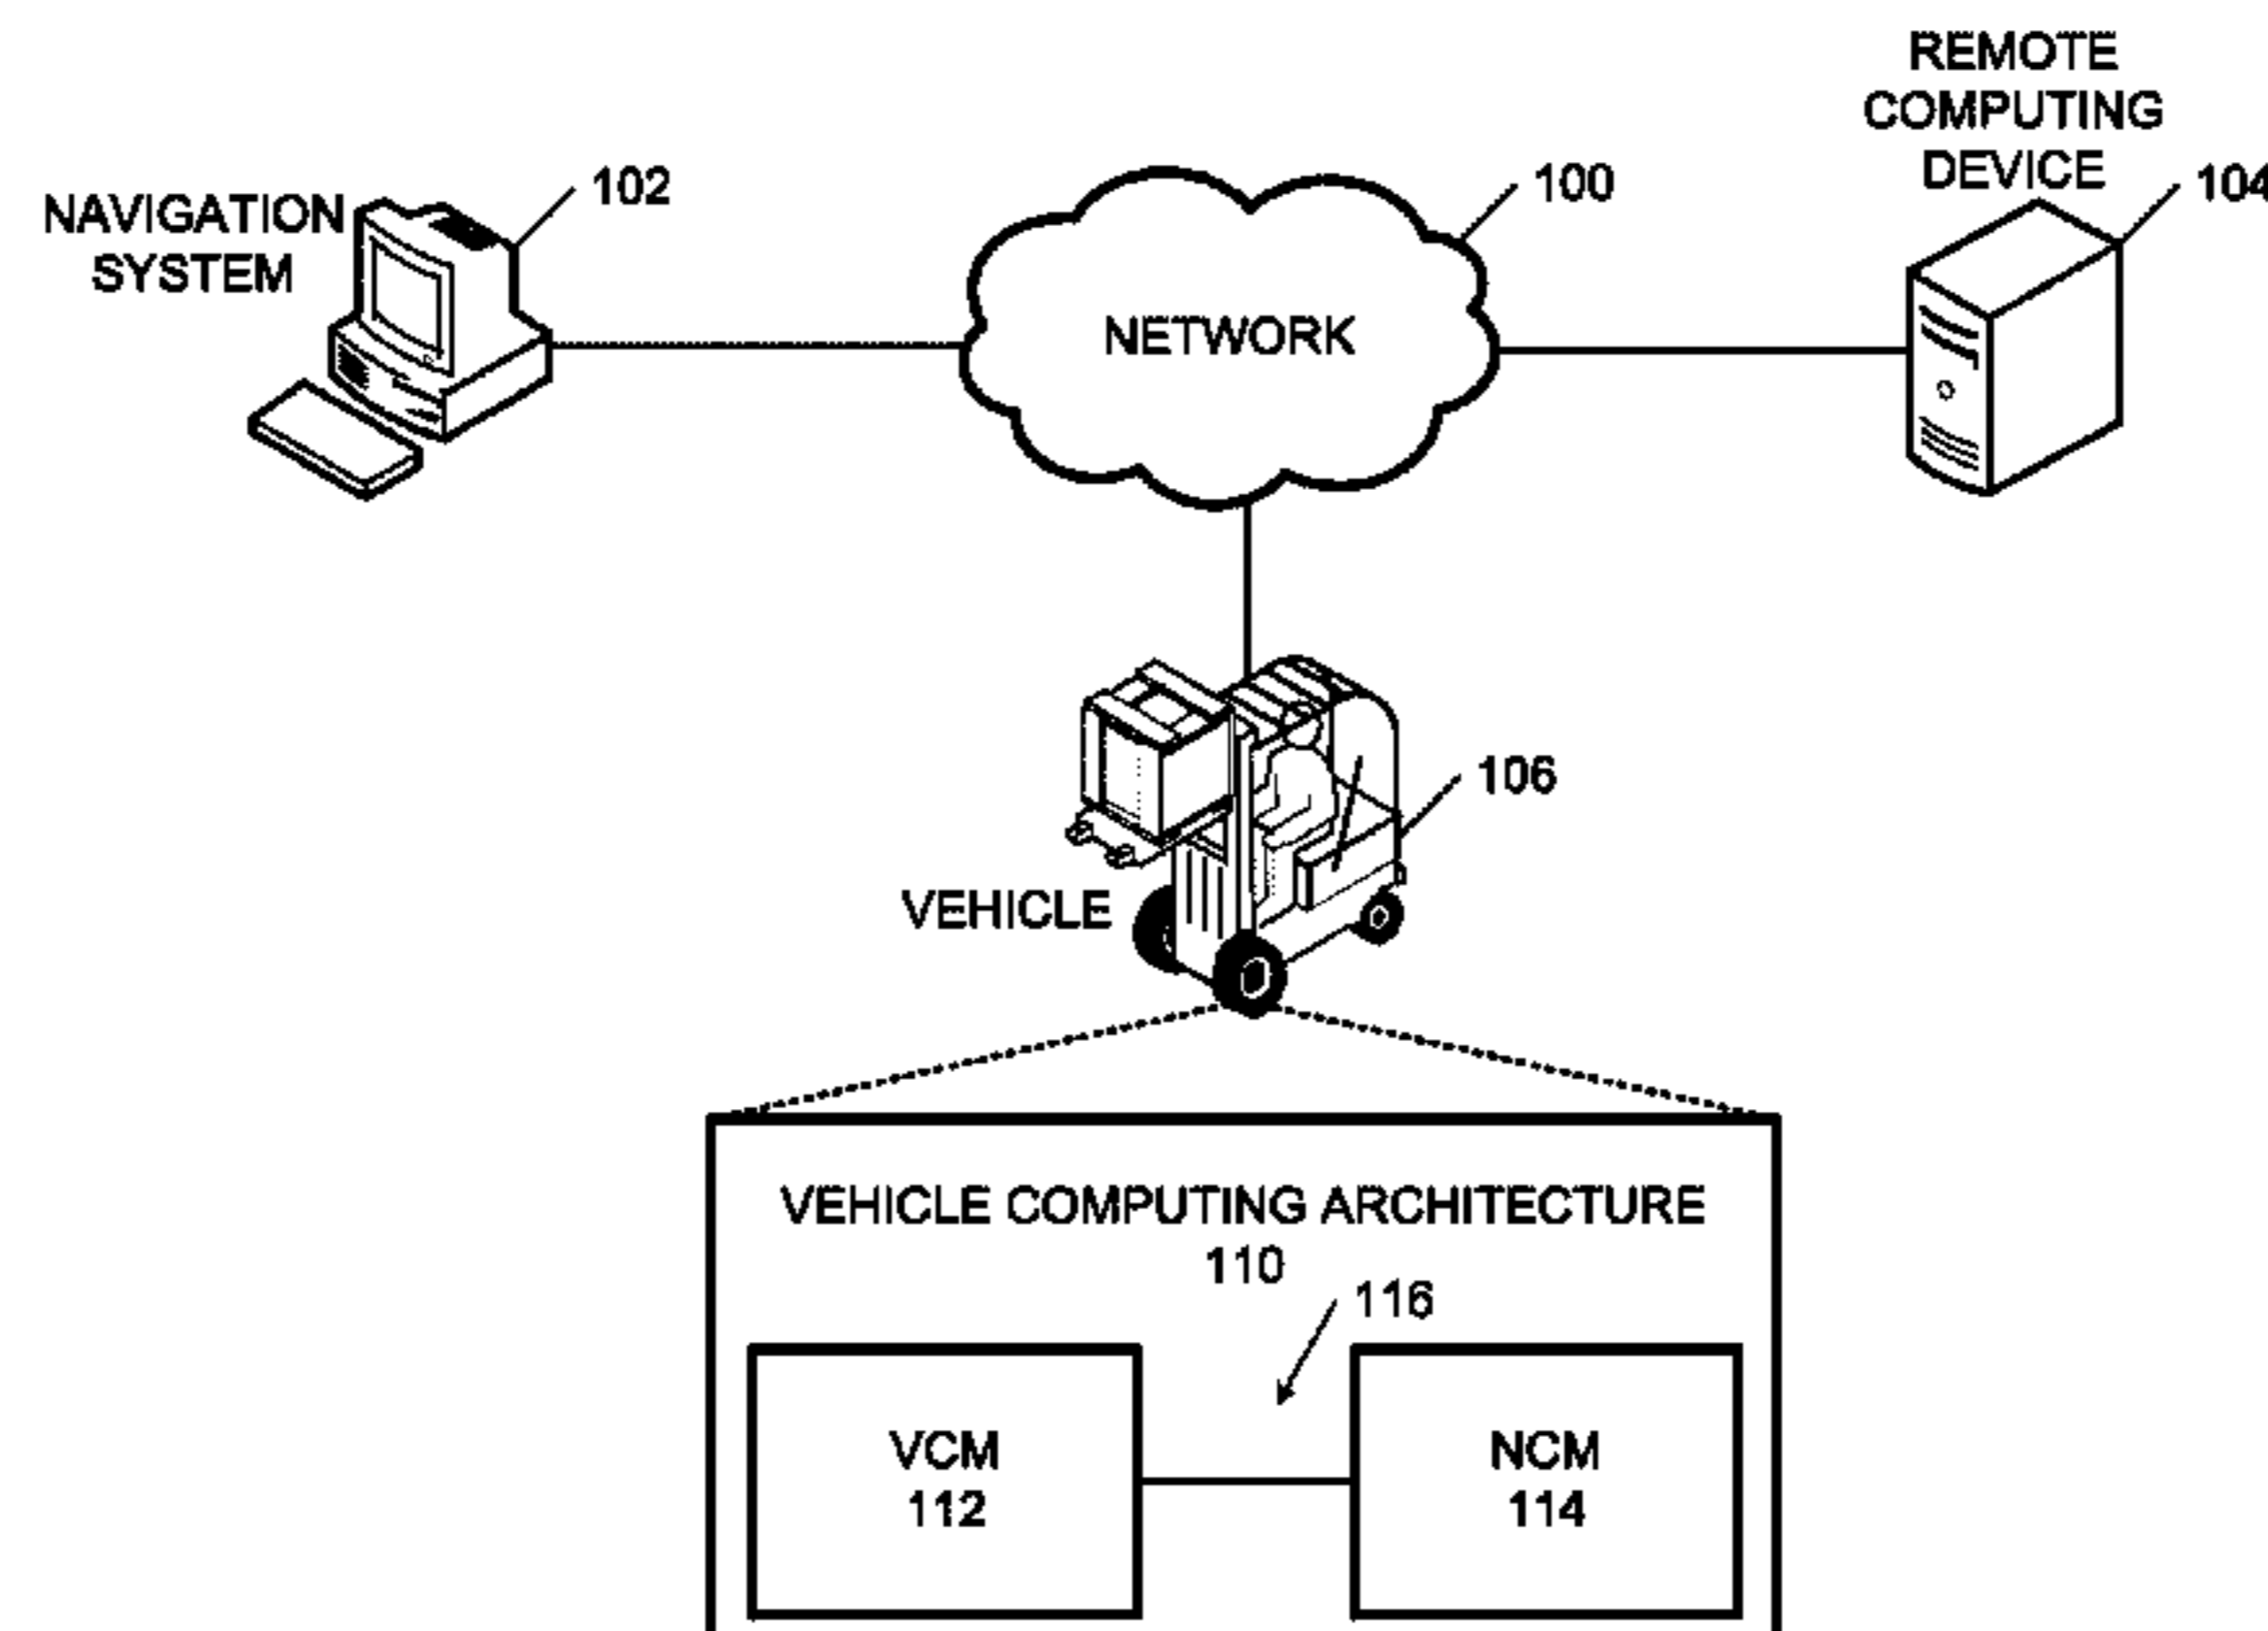 REMOTE
COMPUTING
DEVICE
104
NAVIGATION
SYSTEM
102
100
NETWORK
106
VEHICLE
VEHICLE COMPUTING ARCHITECTURE
110
116
VCM
112
NCM
114